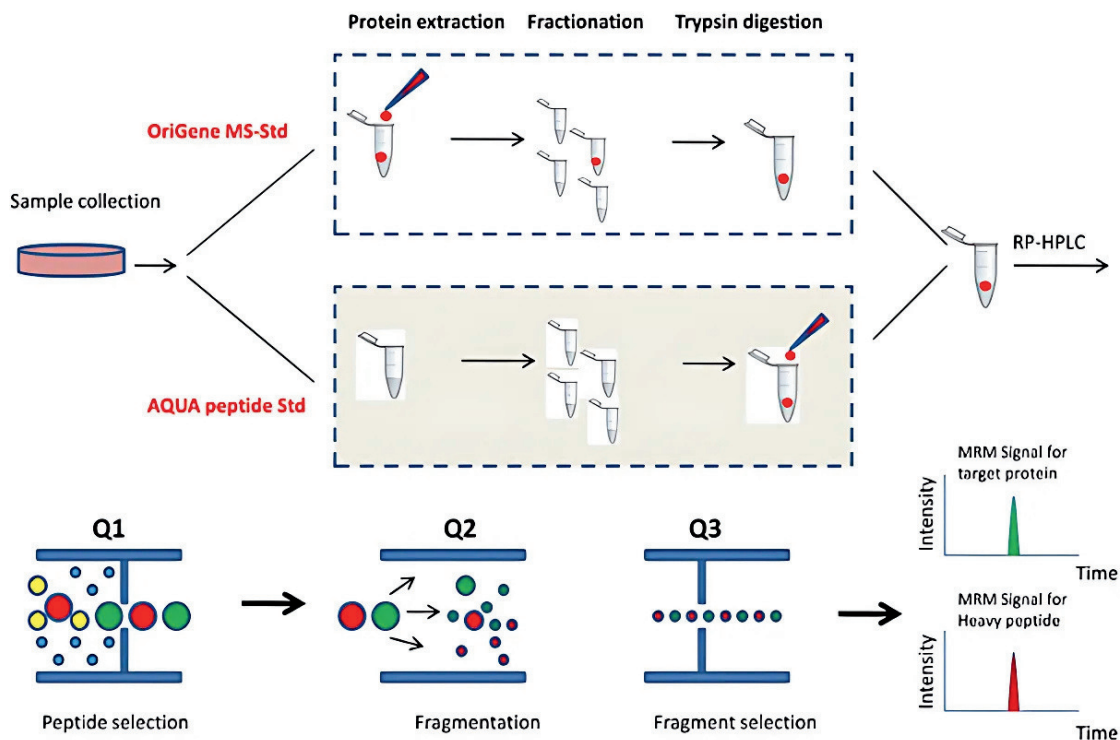 Protein extraction
Fractionation
Trypsin digestion
OriGene MS-Std
Sample collection
RP-HPLC
AQUA peptide Std
MRM Signal for
target protein
Intensity
Time
Q1
Q2
Q3
MRM Signal for
Heavy peptide
Intensity
Time
Peptide selection
Fragmentation
Fragment selection